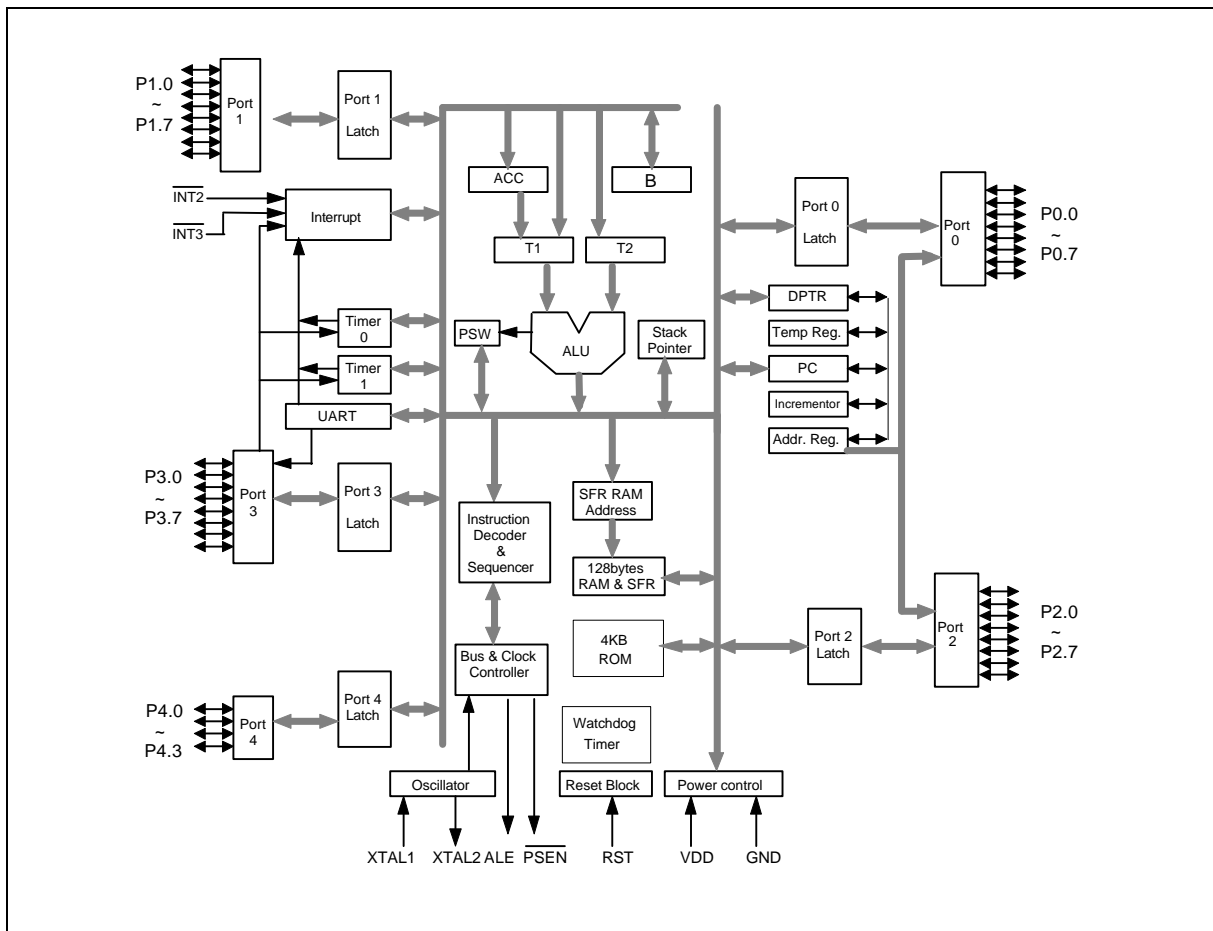 P1.0
~
P1.7
Port
1
Port 1
Latch
INT2
INT3
Interrupt
ACC
B
T1
T2
Port 0
Latch
Port
0
P0.0
~
P0.7
Timer
0
Timer
1
UART
PSW
ALU
Stack
Pointer
DPTR
Temp Reg.
PC
Incrementor
Addr. Reg.
P3.0
~
P3.7
Port
3
Port 3
Latch
Instruction
Decoder
&
Sequencer
SFR RAM
Address
128bytes
RAM & SFR
4KB
ROM
Port 2
Latch
Port
2
P2.0
~
P2.7
Bus & Clock
Controller
P4.0
~
P4.3
Port
4
Port 4
Latch
Watchdog
Timer
Oscillator
Reset Block
Power control
XTAL1
XTAL2
ALE
PSEN
RST
VDD
GND